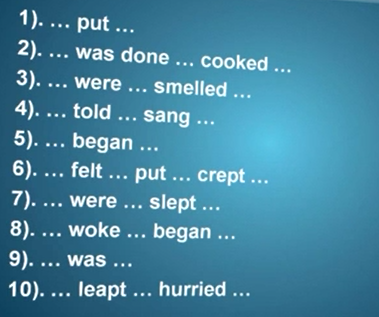 1). ... put ...
2). ... was done ... cooked ...
3). ... were ... smelled ...
4). ... told ... sang ...
5). ... began ...
6). ... felt ... put ... crept ...
7). ... were ... slept ...
8). ... woke ... began ...
9). ... was ...
10). ... leapt ... hurried ...